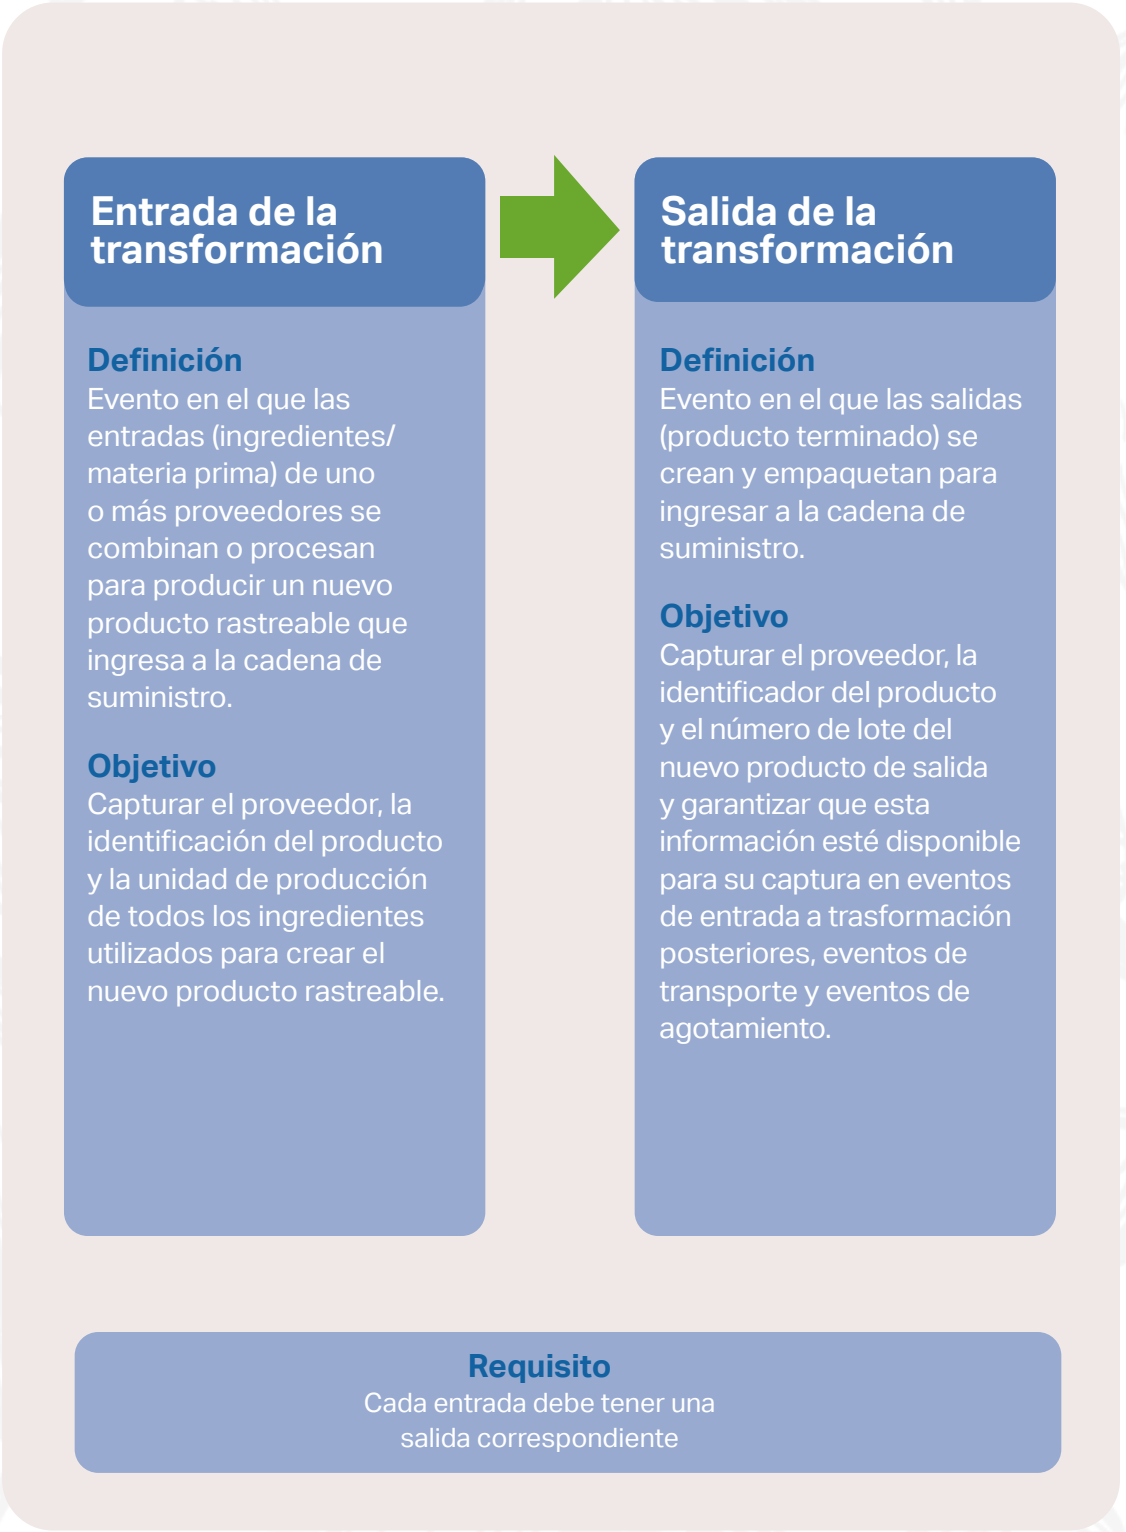 Entrada de la
transformación
Definición
Evento en el que las
entradas (ingredientes/
materia prima) de uno
o más proveedores se
combinan o procesan
para producir un nuevo
producto rastreable que
ingresa a la cadena de
suministro.
Objetivo
Capturar el proveedor, la
identificación del producto
y la unidad de producción
de todos los ingredientes
utilizados para crear el
nuevo producto rastreable.
Salida de la
transformación
Definición
Evento en el que las salidas
(producto terminado) se
crean y empaquetan para
ingresar a la cadena de
suministro.
Objetivo
Capturar el proveedor, la
identificador del producto
y el número de lote del
nuevo producto de salida
y garantizar que esta
información esté disponible
para su captura en eventos
de entrada a trasformación
posteriores, eventos de
transporte y eventos de
agotamiento.
Requisito
Cada entrada debe tener una
salida correspondiente